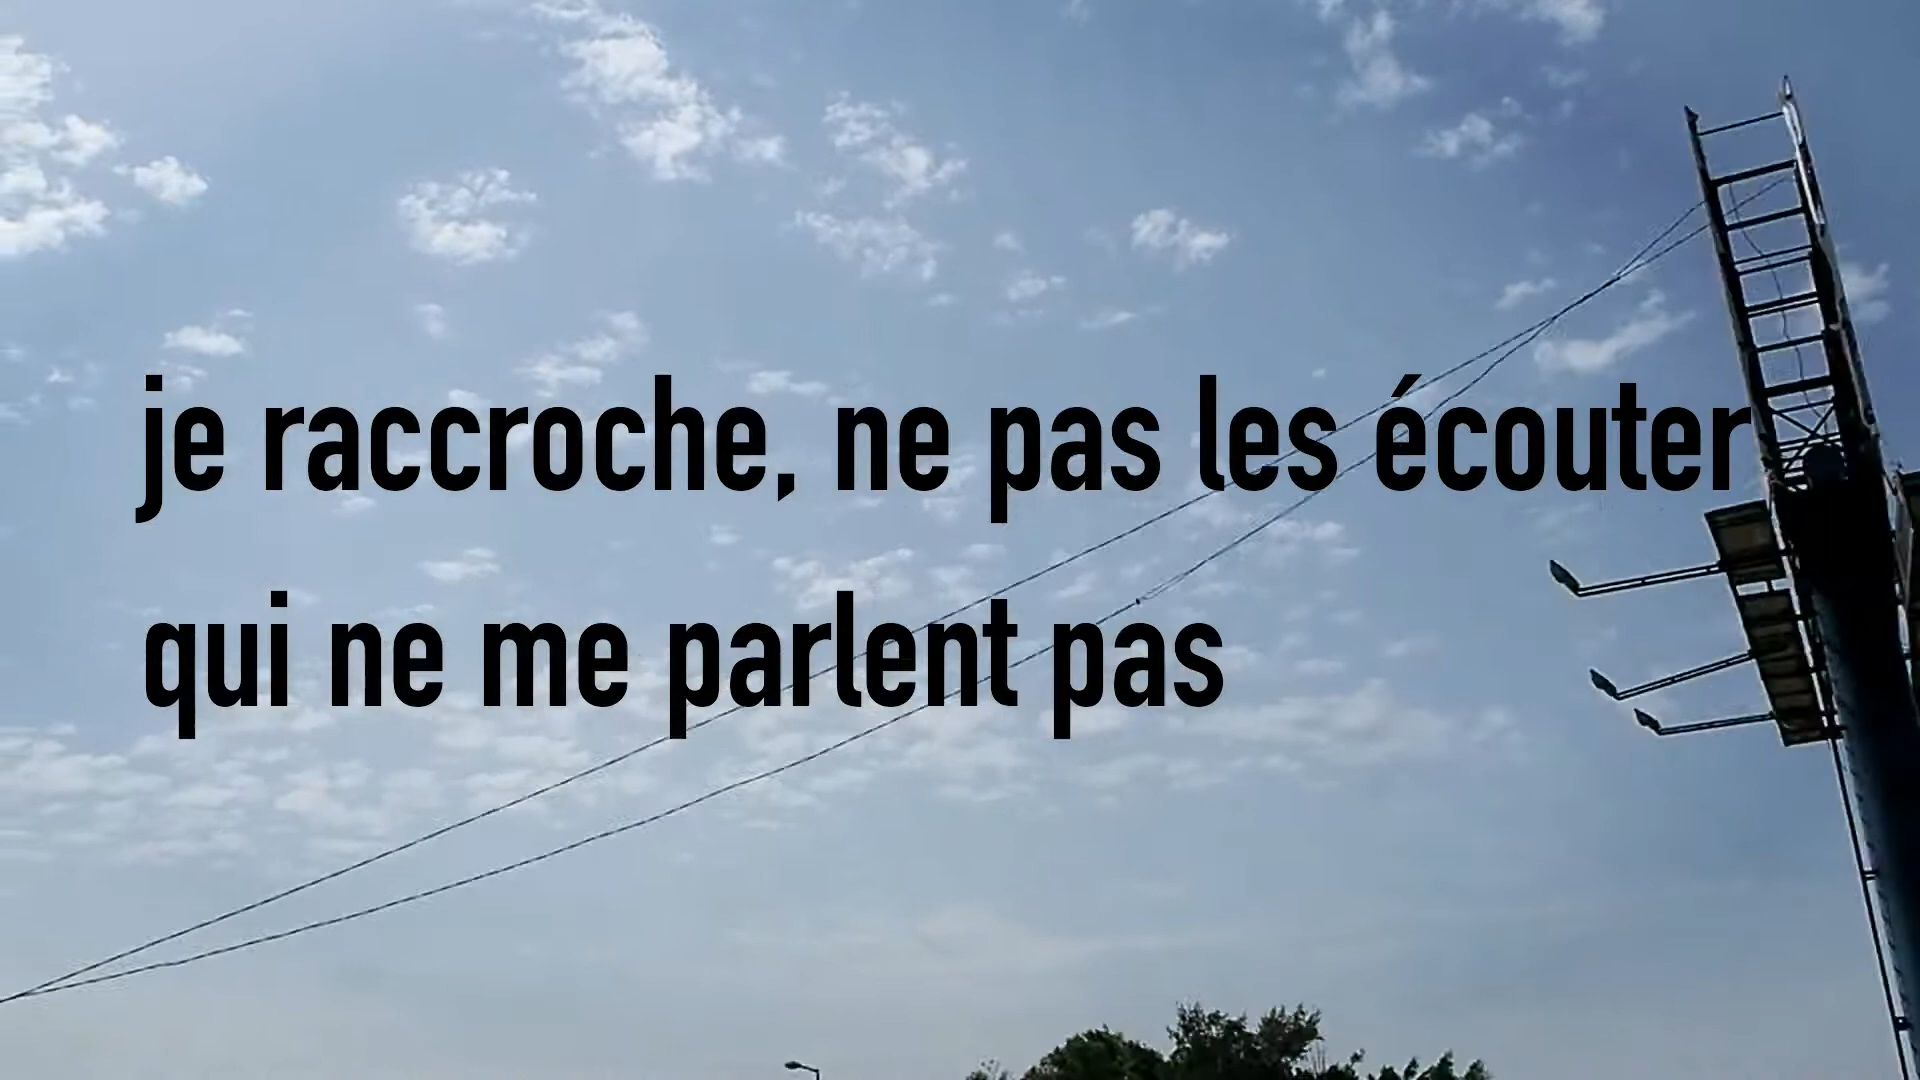 je raccroche, ne pas les écouter
qui ne me parlent pas